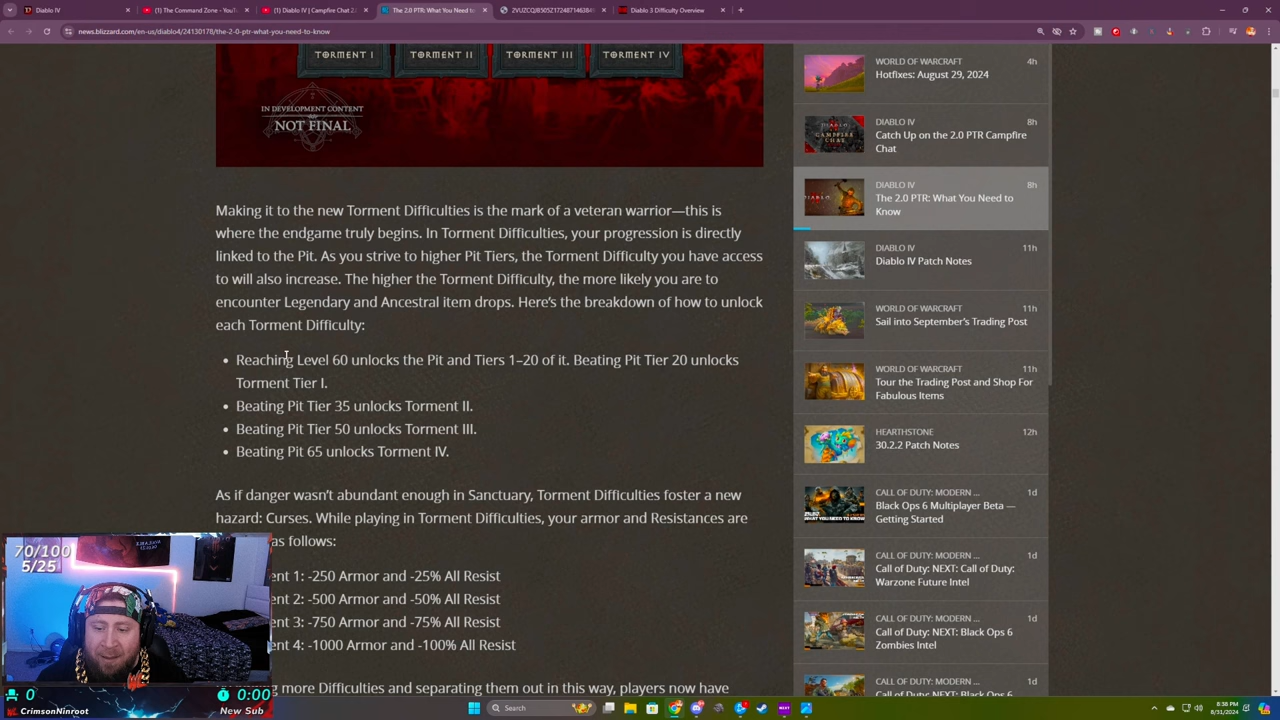 Diablo IV
(1) The Command Zone - YouT
(1) Diablo IV | Campfire Chat 2.
The 2.0 PTR: What You Need to
Diablo 3 Difficulty Overview
news.blizzard.com/en-us/diablo4/24130178/the-2-0-ptr-what-you-need-to-know
TORMENT I
TORMENT II
TORMENT III
TORMENT IV
IN DEVELOPMENT CONTENT
NOT FINAL
Making it to the new Torment Difficulties is the mark of a veteran warrior—this is
where the endgame truly begins. In Torment Difficulties, your progression is directly
linked to the Pit. As you strive to higher Pit Tiers, the Torment Difficulty you have access
to will also increase. The higher the Torment Difficulty, the more likely you are to
encounter Legendary and Ancestral item drops. Here's the breakdown of how to unlock
each Torment Difficulty:
• Reaching Level 60 unlocks the Pit and Tiers 1–20 of it. Beating Pit Tier 20 unlocks
Torment Tier I.
• Beating Pit Tier 35 unlocks Torment II.
• Beating Pit Tier 50 unlocks Torment III.
• Beating Pit 65 unlocks Torment IV.
As if danger wasn't abundant enough in Sanctuary, Torment Difficulties foster a new
hazard: Curses. While playing in Torment Difficulties, your armor and Resistances are
as follows:
ent 1: -250 Armor and -25% All Resist
ent 2: -500 Armor and -50% All Resist
ent 3: -750 Armor and -75% All Resist
ent 4: -1000 Armor and -100% All Resist
more Difficulties and separating them out in this way, players now have
WORLD OF WARCRAFT 4h
Hotfixes: August 29, 2024
DIABLO IV 8h
Catch Up on the 2.0 PTR Campfire
Chat
DIABLO IV 8h
The 2.0 PTR: What You Need to
Know
DIABLO IV 11h
Diablo IV Patch Notes
WORLD OF WARCRAFT 11h
Sail into September's Trading Post
WORLD OF WARCRAFT 11h
Tour the Trading Post and Shop For
Fabulous Items
HEARTHSTONE 12h
30.2.2 Patch Notes
CALL OF DUTY: MODERN ... 1d
Black Ops 6 Multiplayer Beta —
Getting Started
CALL OF DUTY: MODERN ... 1d
Call of Duty: NEXT: Call of Duty:
Warzone Future Intel
CALL OF DUTY: MODERN ... 1d
Call of Duty: NEXT: Black Ops 6
Zombies Intel
CALL OF DUTY: MODERN ... 1d
Call of Duty: NEXT: Black Ops 6
70/100
5/25
0
0:00
CrimsonNinroot
New Sub
Search
8:38 PM
8/31/2024